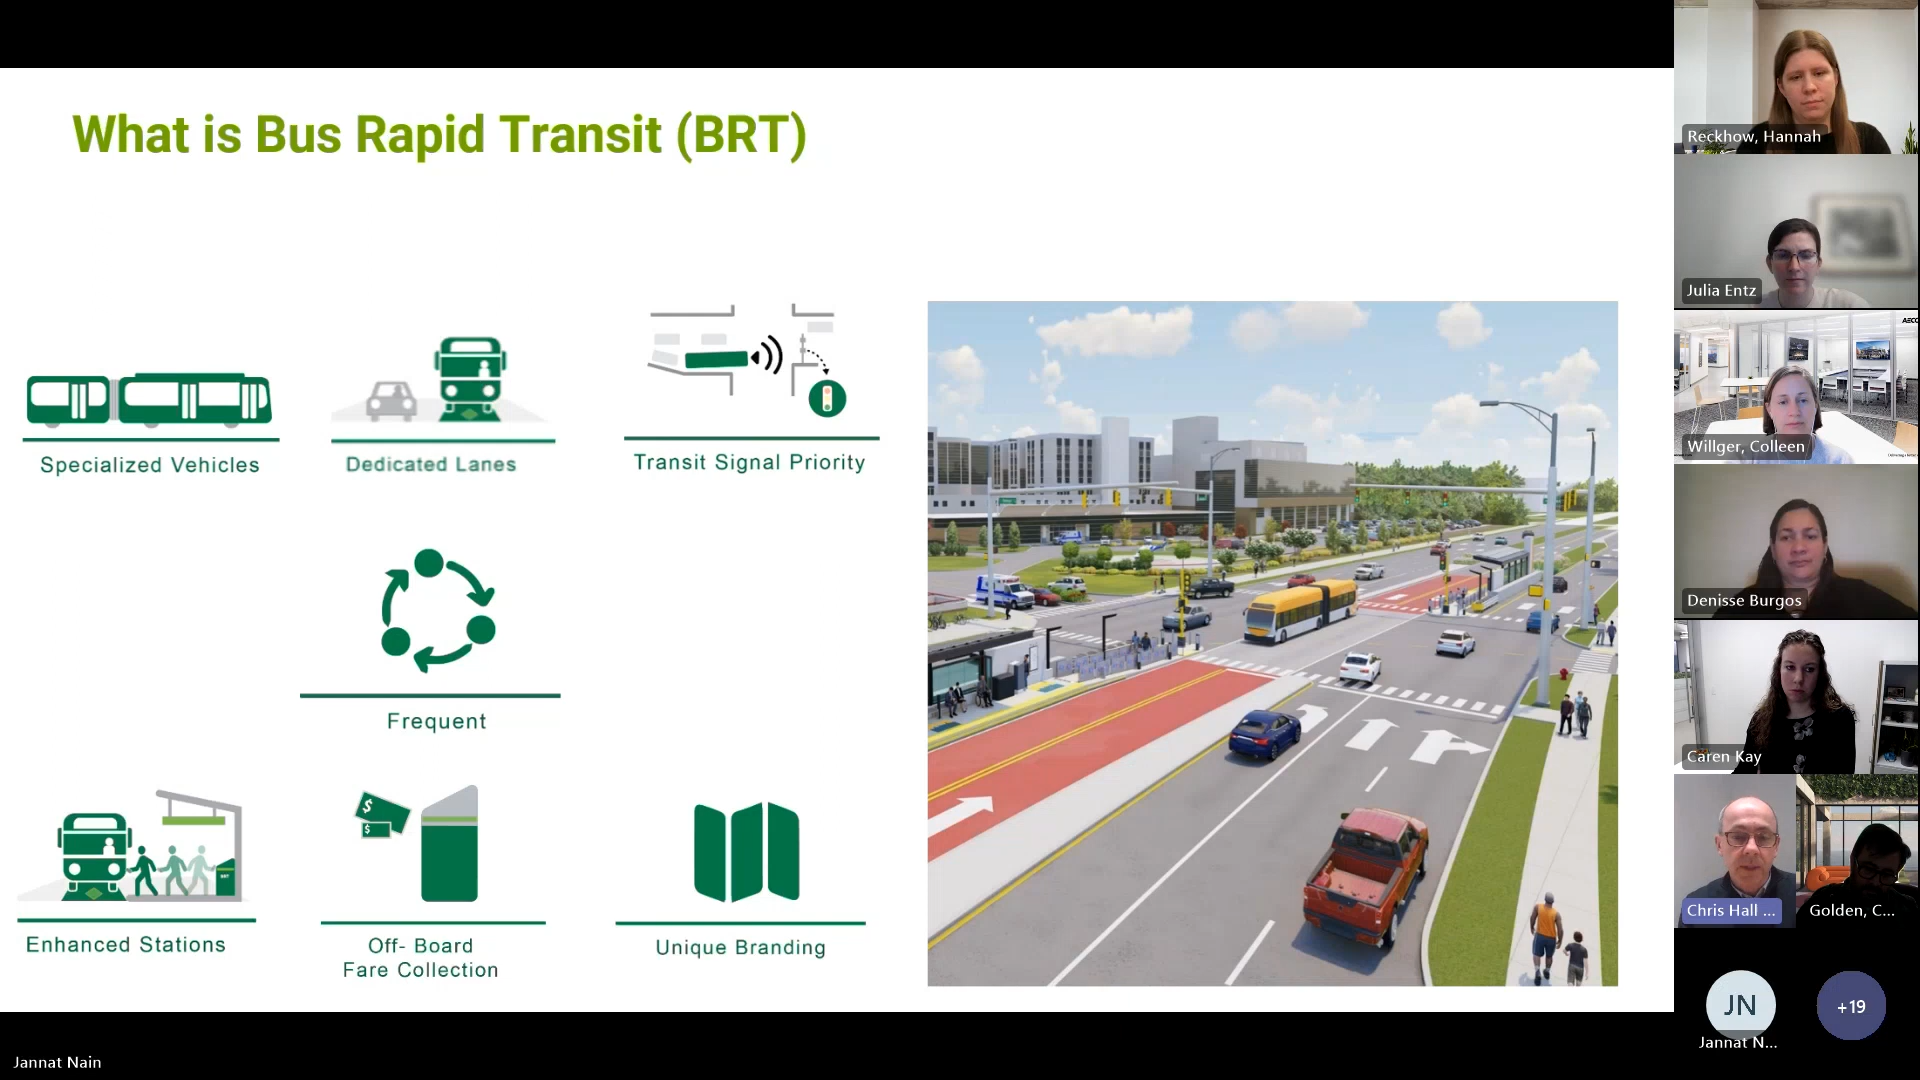 What is Bus Rapid Transit (BRT)
Specialized Vehicles
Dedicated Lanes
Transit Signal Priority
Frequent
Enhanced Stations
Off- Board
Fare Collection
Unique Branding
Reckhow, Hannah
Julia Entz
AECO
Willger, Colleen
Denisse Burgos
Caren Kay
Chris Hall ...
Golden, C...
JN
Jannat N...
+19
Jannat Nain